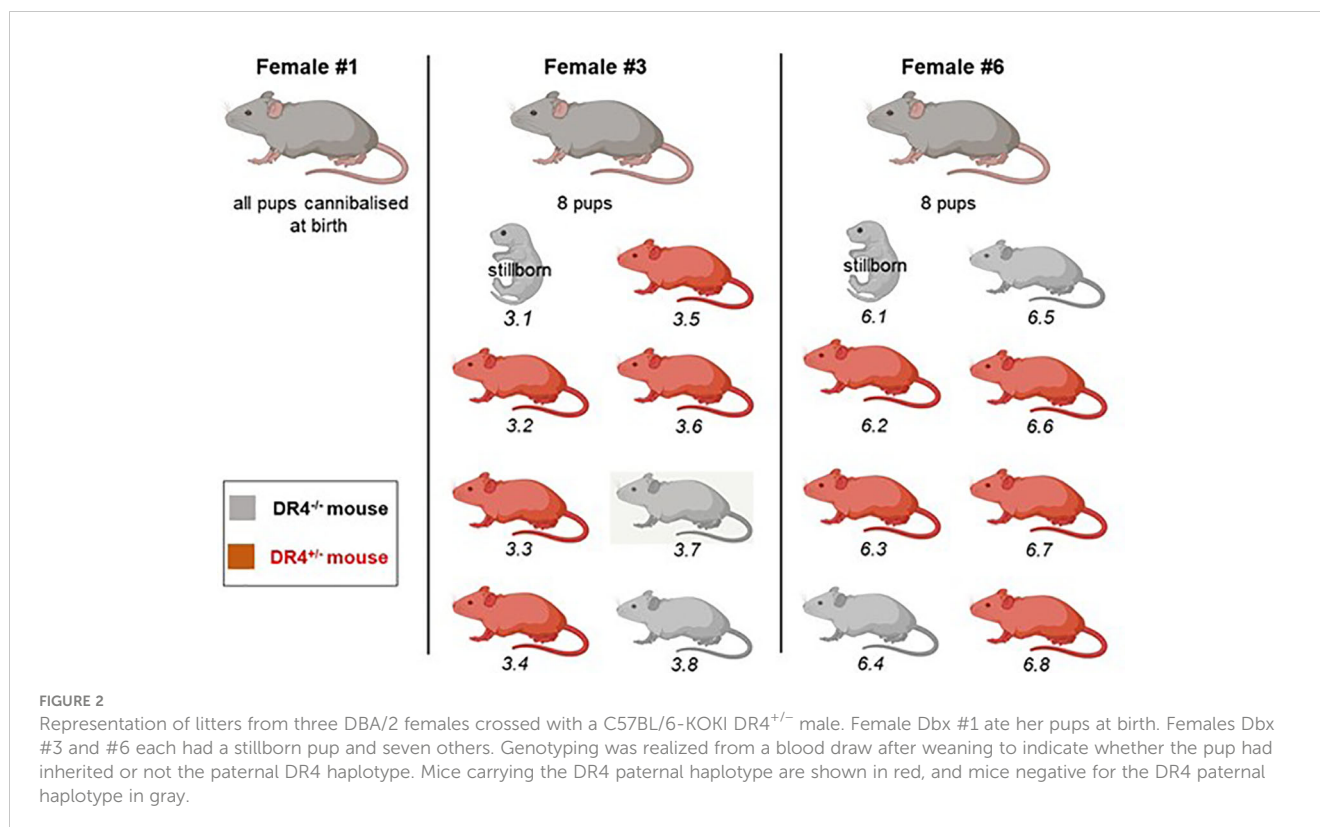 Female #1
Female #3
Female #6
all pups cannibalised
at birth
8 pups
8 pups
stillborn
3.1
3.5
stillborn
6.1
6.5
3.2
3.6
6.2
6.6
DR4-/- mouse
DR4+/- mouse
3.3
3.7
6.3
6.7
3.4
3.8
6.4
6.8
FIGURE 2
Representation of litters from three DBA/2 females crossed with a C57BL/6-KOKI DR4+/− male. Female Dbx #1 ate her pups at birth. Females Dbx
#3 and #6 each had a stillborn pup and seven others. Genotyping was realized from a blood draw after weaning to indicate whether the pup had
inherited or not the paternal DR4 haplotype. Mice carrying the DR4 paternal haplotype are shown in red, and mice negative for the DR4 paternal
haplotype in gray.